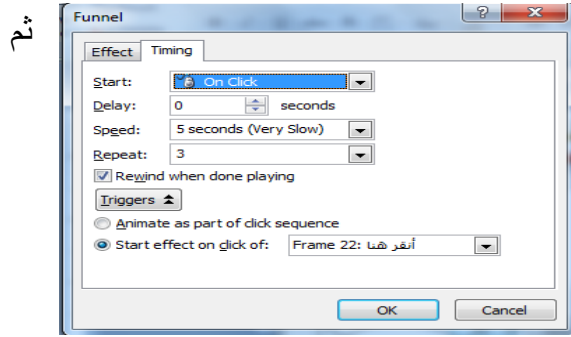 ثم
Funnel
Effect Timing
Start: On Click
Delay: 0 seconds
Speed: 5 seconds (Very Slow)
Repeat: 3
Rewind when done playing
Triggers
Animate as part of click sequence
Start effect on click of: Frame 22: أنقر هنا
OK Cancel